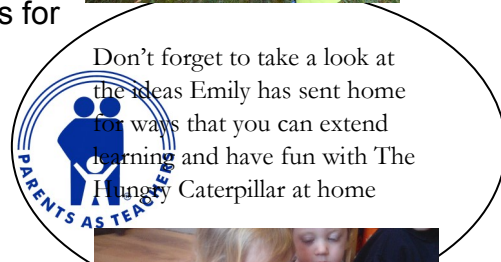 s for
Don't forget to take a look at
the ideas Emily has sent home
for ways that you can extend
learning and have fun with The
Hungry Caterpillar at home
PARENTS AS TEACHERS
®